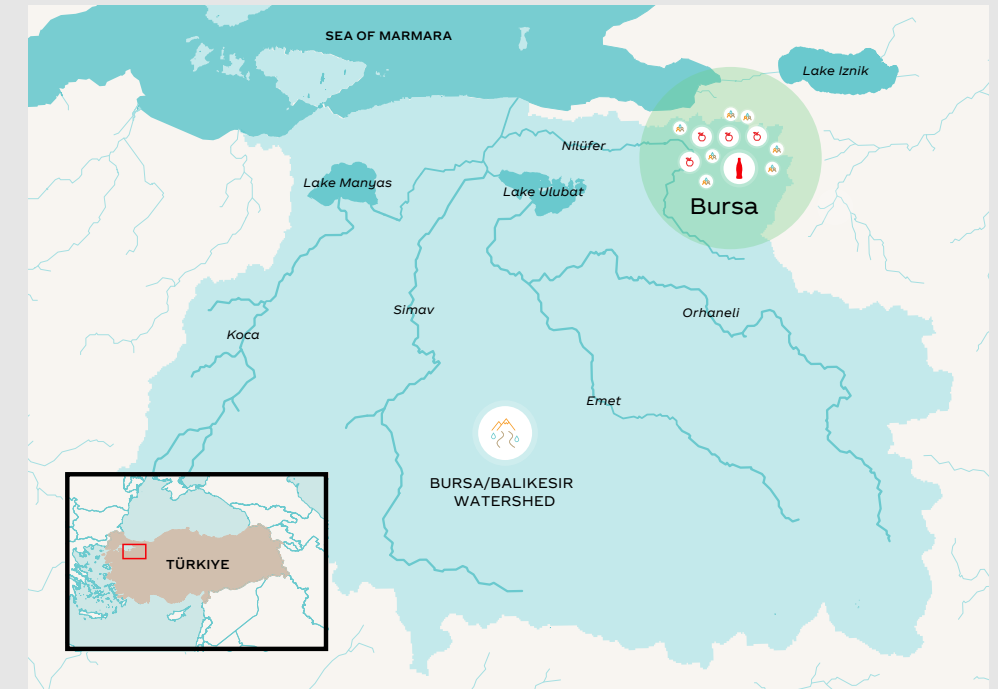 SEA OF MARMARA
Lake Iznik
Nilüfer
Lake Manyas
Lake Ulubat
Bursa
Simav
Orhaneli
Koca
Emet
BURSA/BALIKESIR
WATERSHED
TÜRKIYE